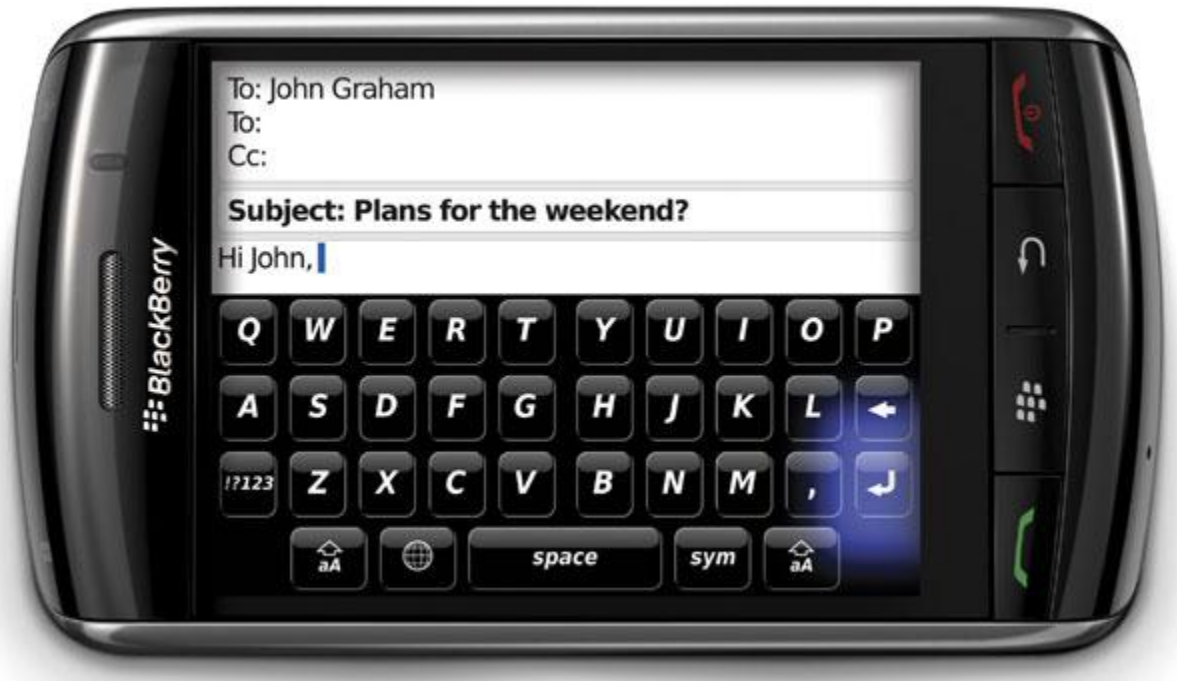 To: John Graham
To:
Cc:
Subject: Plans for the weekend?
Hi John,
BlackBerry
Q W E R T Y U I O P
A S D F G H J K L
!?123 Z X C V B N M ,
aA space sym aA